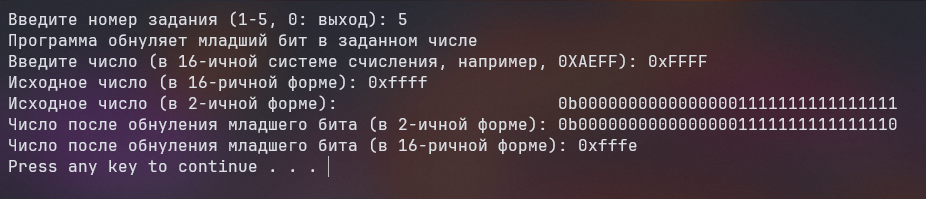 Введите номер задания (1-5, 0: выход): 5
Программа обнуляет младший бит в заданном числе
Введите число (в 16-ичной системе счисления, например, 0XAEFF): 0xFFFF
Исходное число (в 16-ричной форме): 0xffff
Исходное число (в 2-ичной форме): 0b00000000000000001111111111111111
Число после обнуления младшего бита (в 2-ичной форме): 0b00000000000000001111111111111110
Число после обнуления младшего бита (в 16-ричной форме): 0xfffe
Press any key to continue . . .